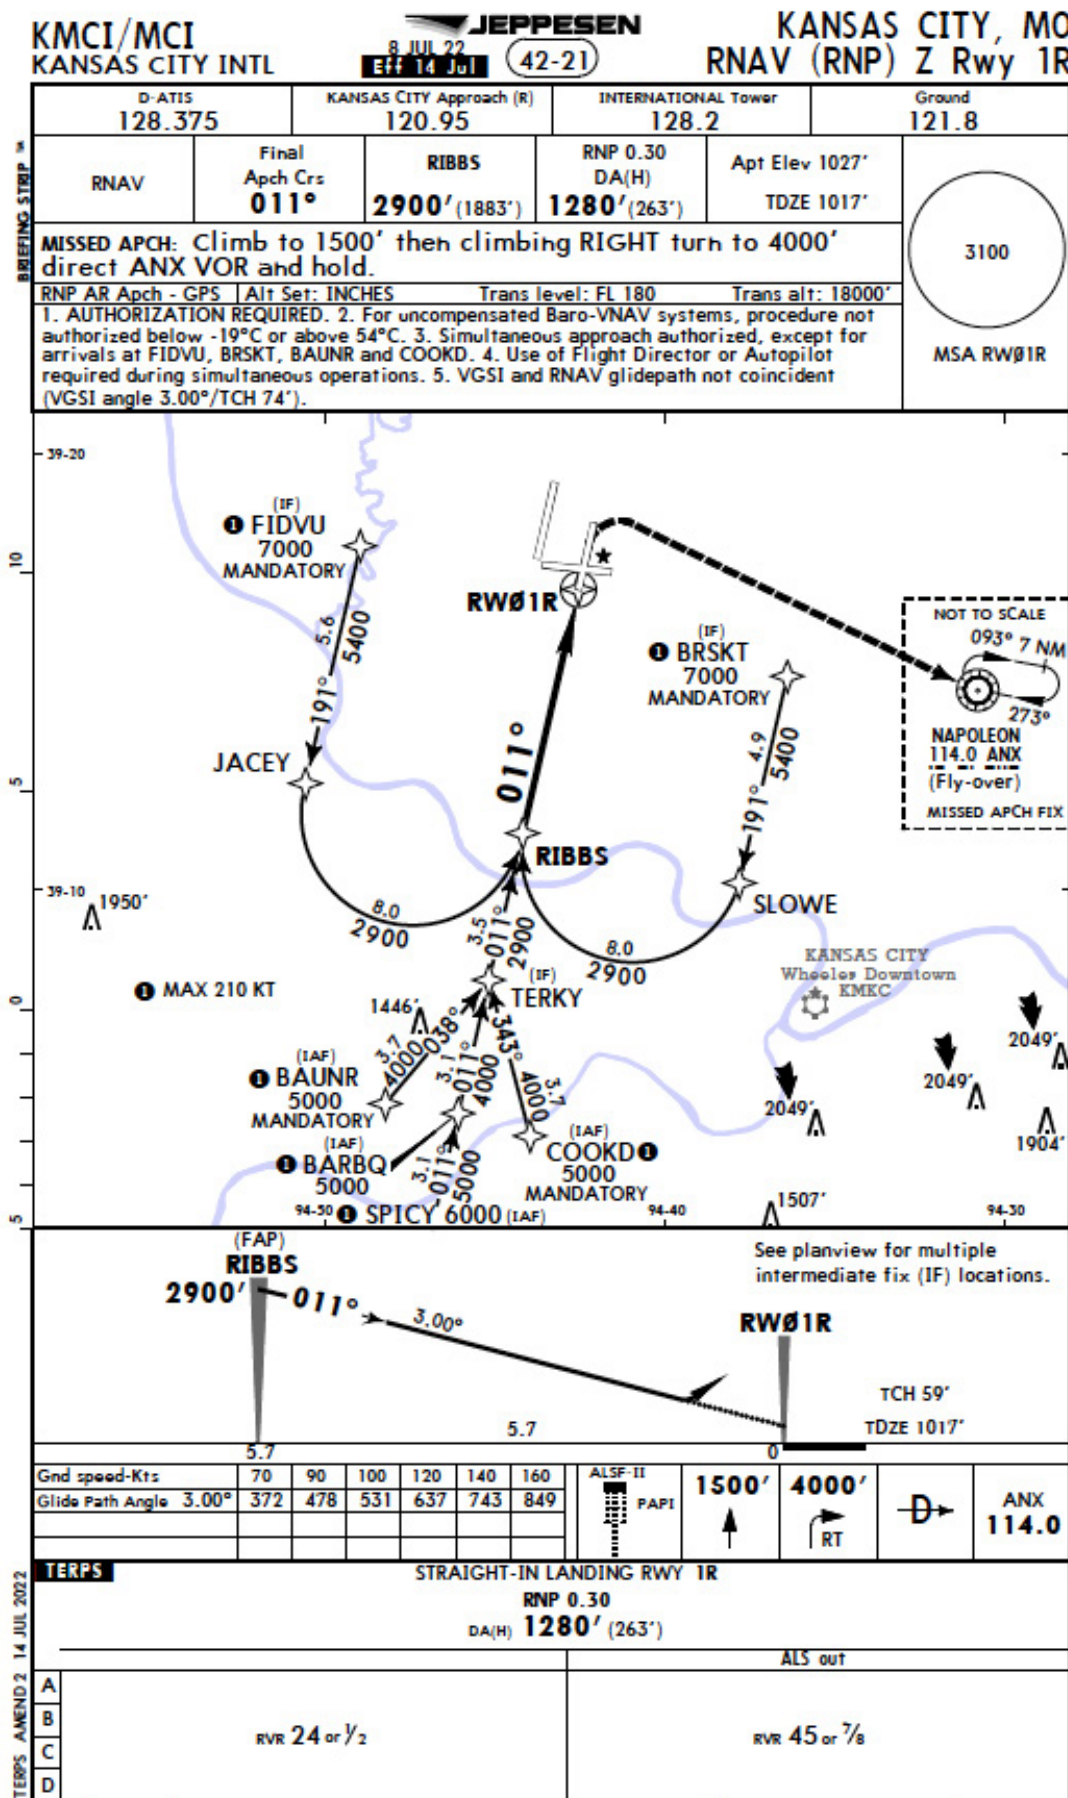 KMCI/MCI
KANSAS CITY INTL
JEPPESEN
8 JUL 22
Eff 14 Jul
42-21
KANSAS CITY, MO
RNAV (RNP) Z Rwy 1R
BRIEFING STRIP TM
D-ATIS
128.375
KANSAS CITY Approach (R)
120.95
INTERNATIONAL Tower
128.2
Ground
121.8
RNAV
Final
Apch Crs
011°
RIBBS
2900' (1883')
RNP 0.30
DA(H)
1280' (263')
Apt Elev 1027'
TDZE 1017'
MISSED APCH: Climb to 1500' then climbing RIGHT turn to 4000'
direct ANX VOR and hold.
RNP AR Apch - GPS Alt Set: INCHES Trans level: FL 180 Trans alt: 18000'
1. AUTHORIZATION REQUIRED. 2. For uncompensated Baro-VNAV systems, procedure not
authorized below -19°C or above 54°C. 3. Simultaneous approach authorized, except for
arrivals at FIDVU, BRSKT, BAUNR and COOKD. 4. Use of Flight Director or Autopilot
required during simultaneous operations. 5. VGSI and RNAV glidepath not coincident
(VGSI angle 3.00°/TCH 74').
3100
MSA RWØ1R
39-20
10
5
0
5
(IF)
1 FIDVU
7000
MANDATORY
5.6
5400
191°
JACEY
RWØ1R
(IF)
1 BRSKT
7000
MANDATORY
4.9
5400
191°
NOT TO SCALE
093° 7 NM
273°
NAPOLEON
114.0 ANX
(Fly-over)
MISSED APCH FIX
011°
RIBBS
SLOWE
39-10
1950'
8.0
2900
8.0
2900
3.5
011°
2900
(IF)
TERKY
KANSAS CITY
Wheeler Downtown
KMKC
1 MAX 210 KT
1446'
3.7
4000
038°
3.1
011°
4000
343°
4000
3.7
(IAF)
1 BAUNR
5000
MANDATORY
(IAF)
1 BARBQ
5000
3.1
011°
5000
(IAF)
COOKD 1
5000
MANDATORY
2049'
2049'
2049'
1904'
1507'
94-30
1 SPICY 6000 (IAF)
94-40
94-30
(FAP)
RIBBS
2900'
011°
3.00°
See planview for multiple
intermediate fix (IF) locations.
RWØ1R
TCH 59'
TDZE 1017'
5.7
5.7
0
Gnd speed-Kts 70 90 100 120 140 160
Glide Path Angle 3.00° 372 478 531 637 743 849
ALSF-II
PAPI
1500'
4000'
RT
D
ANX
114.0
TERPS
STRAIGHT-IN LANDING RWY 1R
RNP 0.30
DA(H) 1280' (263')
ALS out
A
B
C
D
RVR 24 or 1/2
RVR 45 or 7/8
TERPS AMEND 2 14 JUL 2022